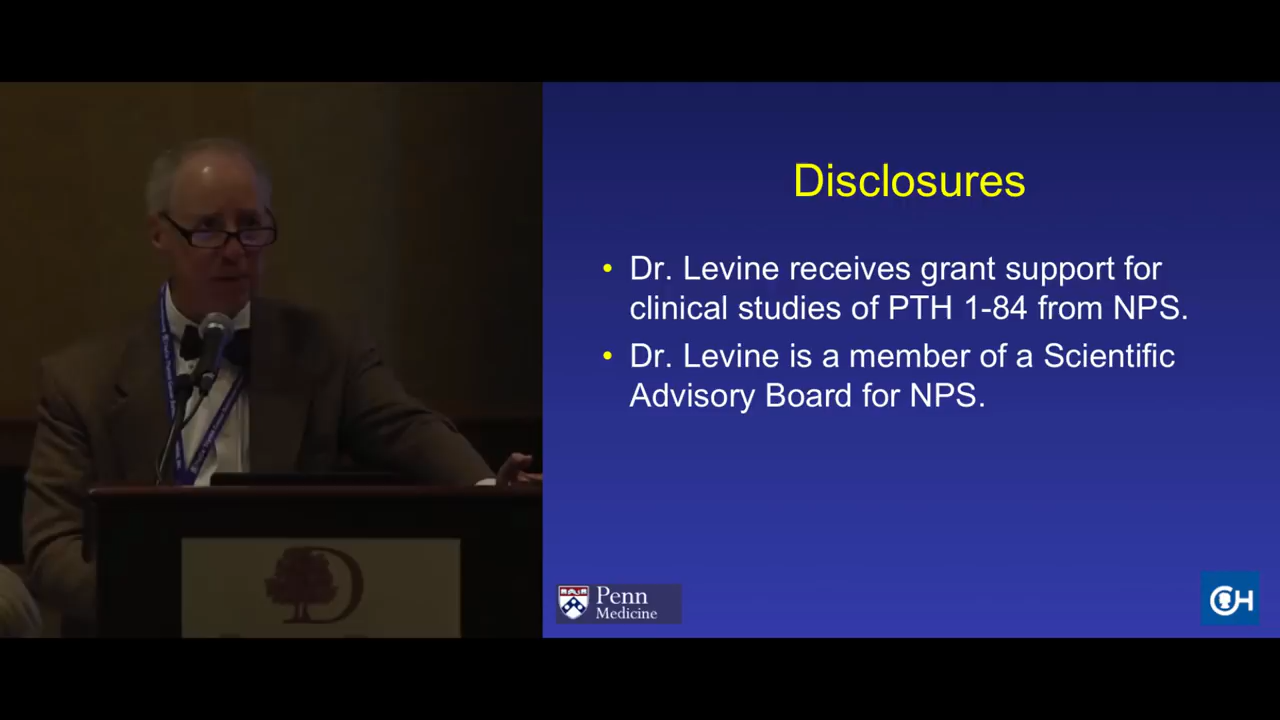 Disclosures
• Dr. Levine receives grant support for
clinical studies of PTH 1-84 from NPS.
• Dr. Levine is a member of a Scientific
Advisory Board for NPS.
Penn
Medicine